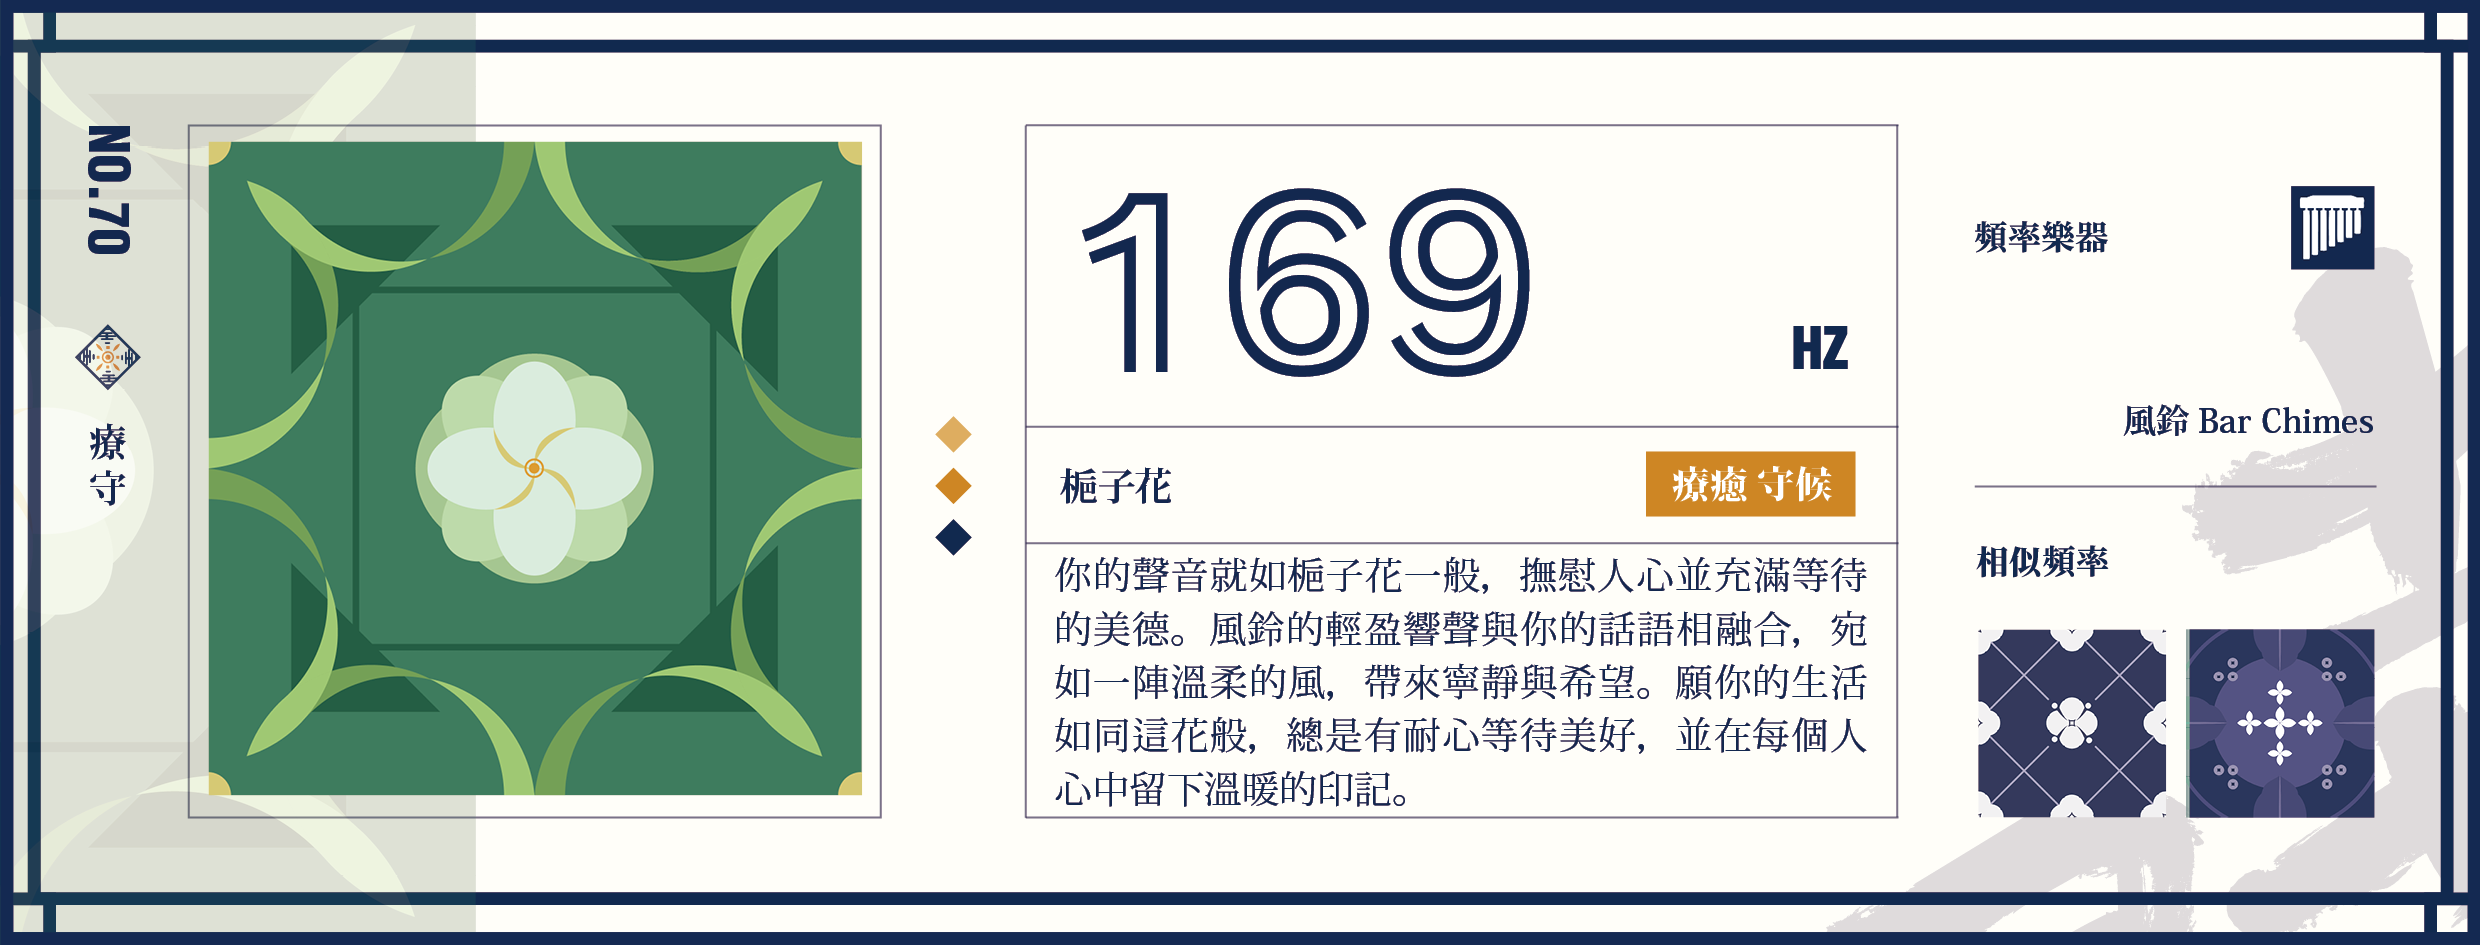 NO.70
療守
169
HZ
梔子花
療癒 守候
你的聲音就如梔子花一般，撫慰人心並充滿等待
的美德。風鈴的輕盈響聲與你的話語相融合，宛
如一陣溫柔的風，帶來寧靜與希望。願你的生活
如同這花般，總是有耐心等待美好，並在每個人
心中留下溫暖的印記。
頻率樂器
風鈴 Bar Chimes
相似頻率